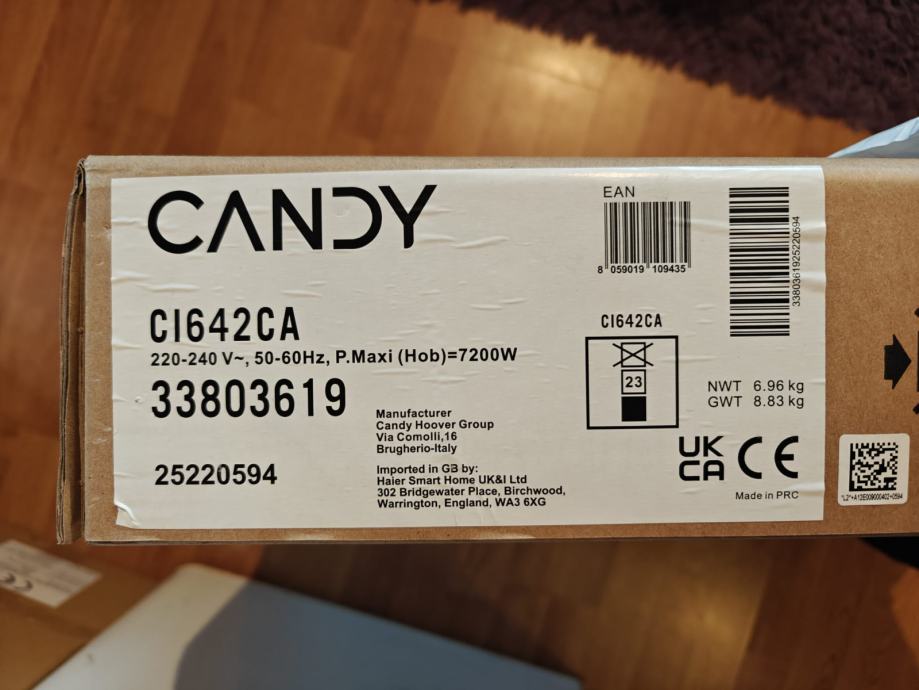 CANDY
CI642CA
220-240 V~, 50-60Hz, P.Maxi (Hob)=7200W
33803619
25220594
Manufacturer
Candy Hoover Group
Via Comolli,16
Brugherio-Italy
Imported in GB by:
Haier Smart Home UK&I Ltd
302 Bridgewater Place, Birchwood,
Warrington, England, WA3 6XG
EAN
8 059019 109435
3380361925220594
CI642CA
23
NWT 6.96 kg
GWT 8.83 kg
UK
CA
CE
Made in PRC